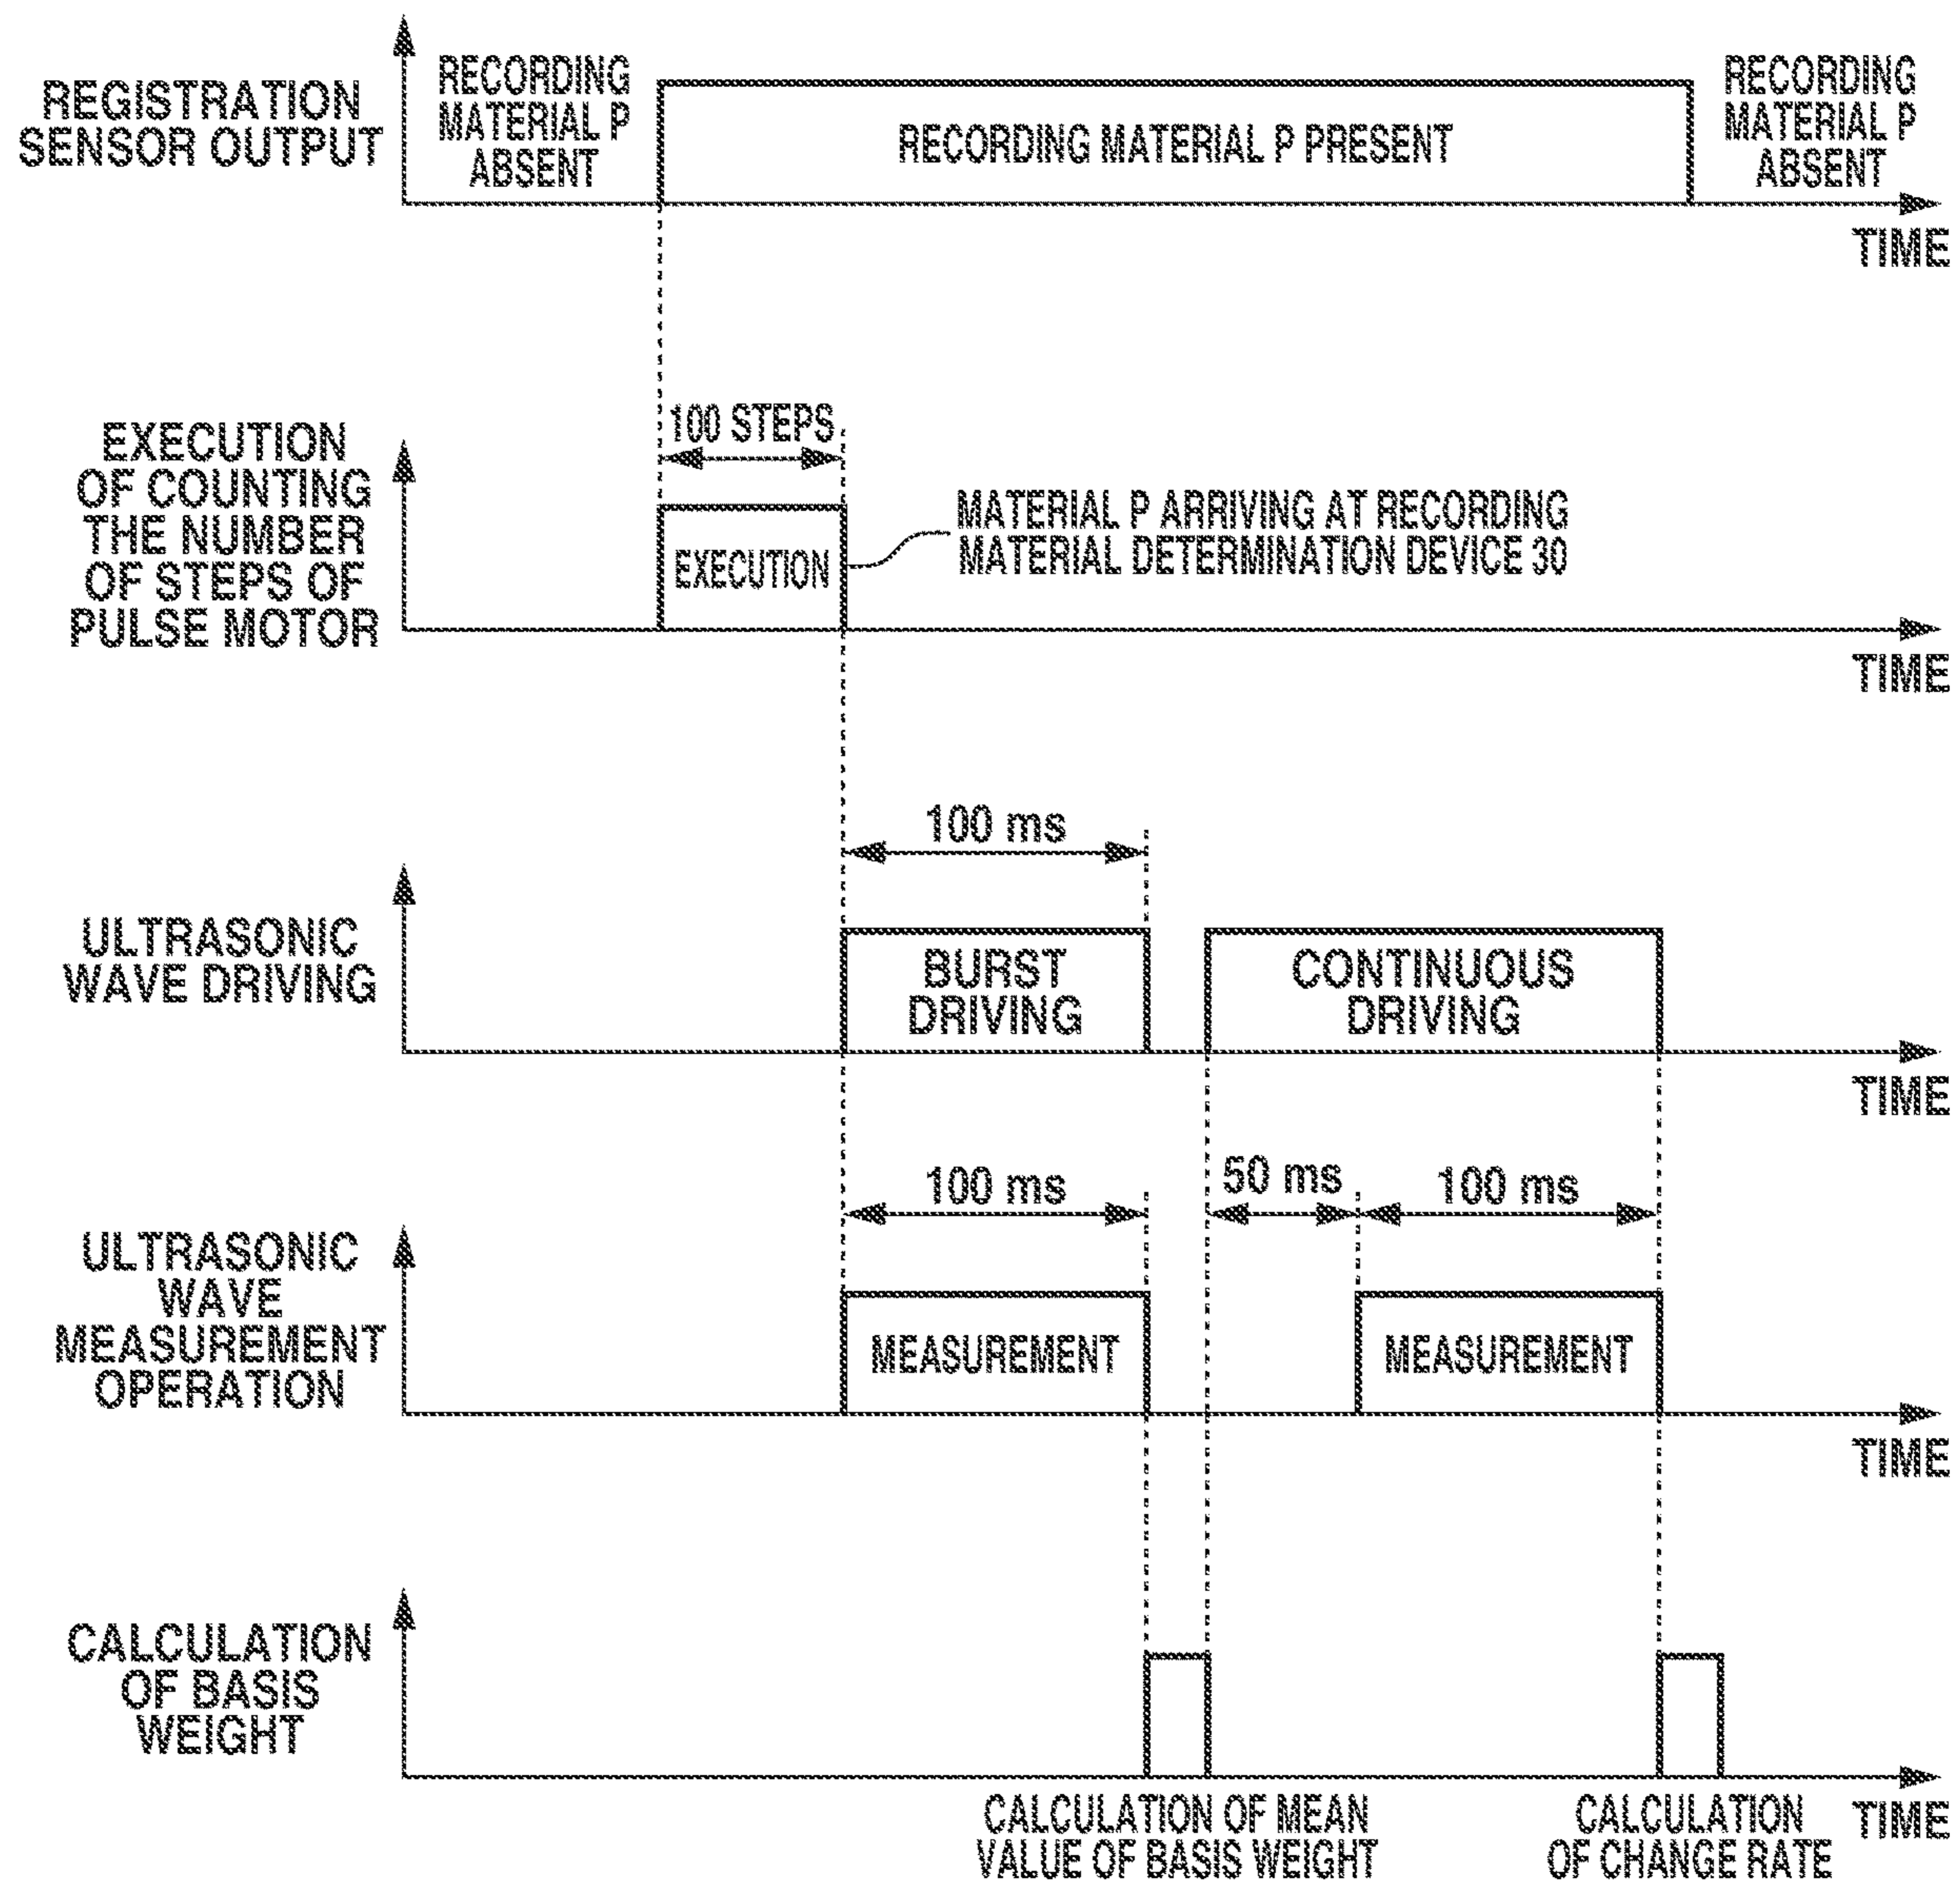 REGISTRATION
SENSOR OUTPUT
RECORDING
MATERIAL P
ABSENT
RECORDING MATERIAL P PRESENT
RECORDING
MATERIAL P
ABSENT
TIME
EXECUTION
OF COUNTING
THE NUMBER
OF STEPS OF
PULSE MOTOR
100 STEPS
EXECUTION
MATERIAL P ARRIVING AT RECORDING
MATERIAL DETERMINATION DEVICE 30
TIME
ULTRASONIC
WAVE DRIVING
100 ms
BURST
DRIVING
CONTINUOUS
DRIVING
TIME
ULTRASONIC
WAVE
MEASUREMENT
OPERATION
100 ms
50 ms
100 ms
MEASUREMENT
MEASUREMENT
TIME
CALCULATION
OF BASIS
WEIGHT
CALCULATION OF MEAN
VALUE OF BASIS WEIGHT
CALCULATION
OF CHANGE RATE
TIME